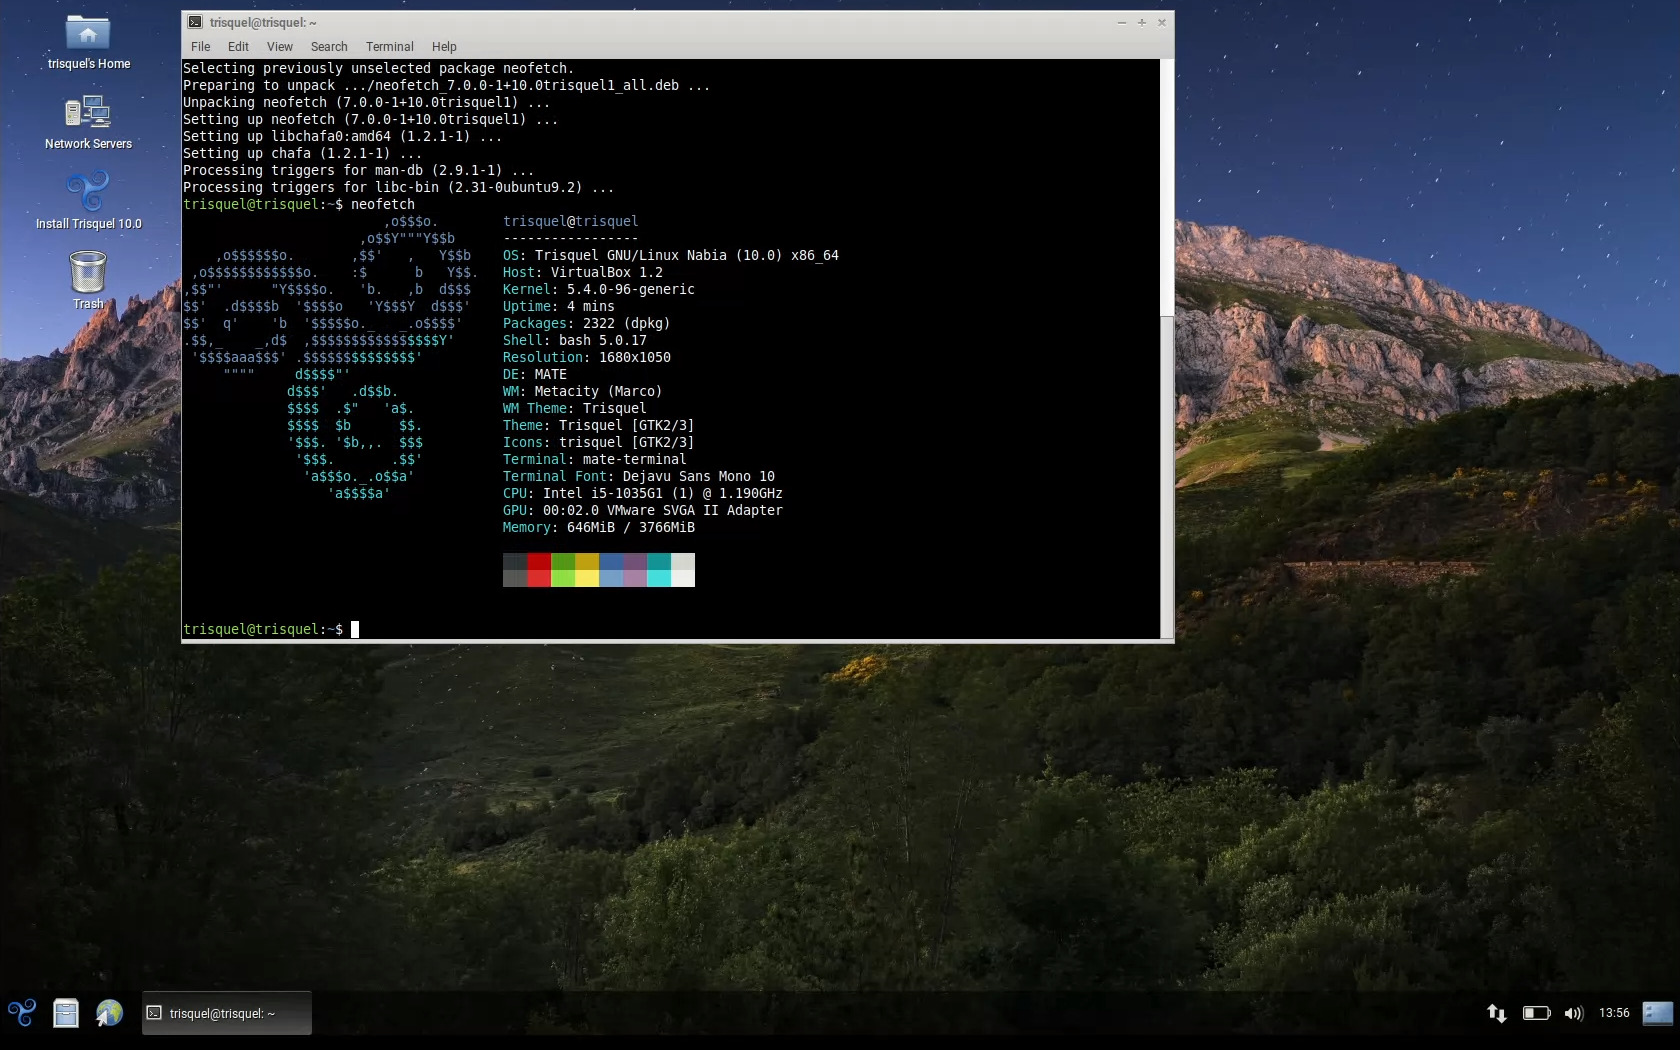 trisquel's Home
Network Servers
Install Trisquel 10.0
Trash
trisquel@trisquel: ~
File Edit View Search Terminal Help
Selecting previously unselected package neofetch.
Preparing to unpack .../neofetch_7.0.0-1+10.0trisquel1_all.deb ...
Unpacking neofetch (7.0.0-1+10.0trisquel1) ...
Setting up neofetch (7.0.0-1+10.0trisquel1) ...
Setting up libchafa0:amd64 (1.2.1-1) ...
Setting up chafa (1.2.1-1) ...
Processing triggers for man-db (2.9.1-1) ...
Processing triggers for libc-bin (2.31-0ubuntu9.2) ...
trisquel@trisquel:~$ neofetch
trisquel@trisquel
-----------------
OS: Trisquel GNU/Linux Nabia (10.0) x86_64
Host: VirtualBox 1.2
Kernel: 5.4.0-96-generic
Uptime: 4 mins
Packages: 2322 (dpkg)
Shell: bash 5.0.17
Resolution: 1680x1050
DE: MATE
WM: Metacity (Marco)
WM Theme: Trisquel
Theme: Trisquel [GTK2/3]
Icons: trisquel [GTK2/3]
Terminal: mate-terminal
Terminal Font: Dejavu Sans Mono 10
CPU: Intel i5-1035G1 (1) @ 1.190GHz
GPU: 00:02.0 VMware SVGA II Adapter
Memory: 646MiB / 3766MiB
trisquel@trisquel:~$
trisquel@trisquel: ~
13:56